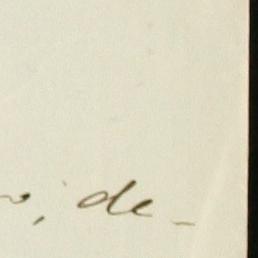 ; de-